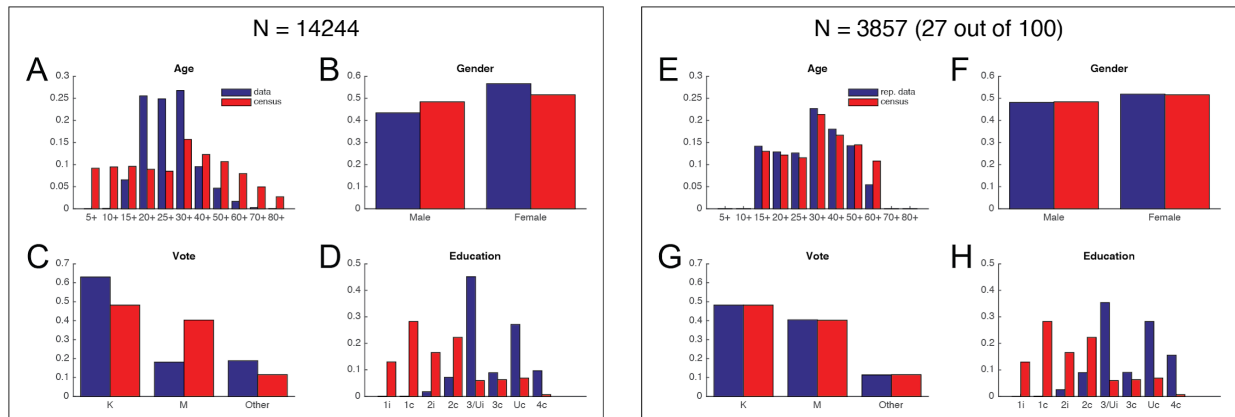 N = 14244
A
Age
0.3
0.25
0.2
0.15
0.1
0.05
0
data
census
5+ 10+ 15+ 20+ 25+ 30+ 40+ 50+ 60+ 70+ 80+
B
Gender
0.6
0.5
0.4
0.3
0.2
0.1
0
Male Female
C
Vote
0.7
0.6
0.5
0.4
0.3
0.2
0.1
0
K M Other
D
Education
0.5
0.4
0.3
0.2
0.1
0
1i 1c 2i 2c 3/Ui 3c Uc 4c
N = 3857 (27 out of 100)
E
Age
0.3
0.25
0.2
0.15
0.1
0.05
0
rep. data
census
5+ 10+ 15+ 20+ 25+ 30+ 40+ 50+ 60+ 70+ 80+
F
Gender
0.6
0.5
0.4
0.3
0.2
0.1
0
Male Female
G
Vote
0.7
0.6
0.5
0.4
0.3
0.2
0.1
0
K M Other
H
Education
0.5
0.4
0.3
0.2
0.1
0
1i 1c 2i 2c 3/Ui 3c Uc 4c